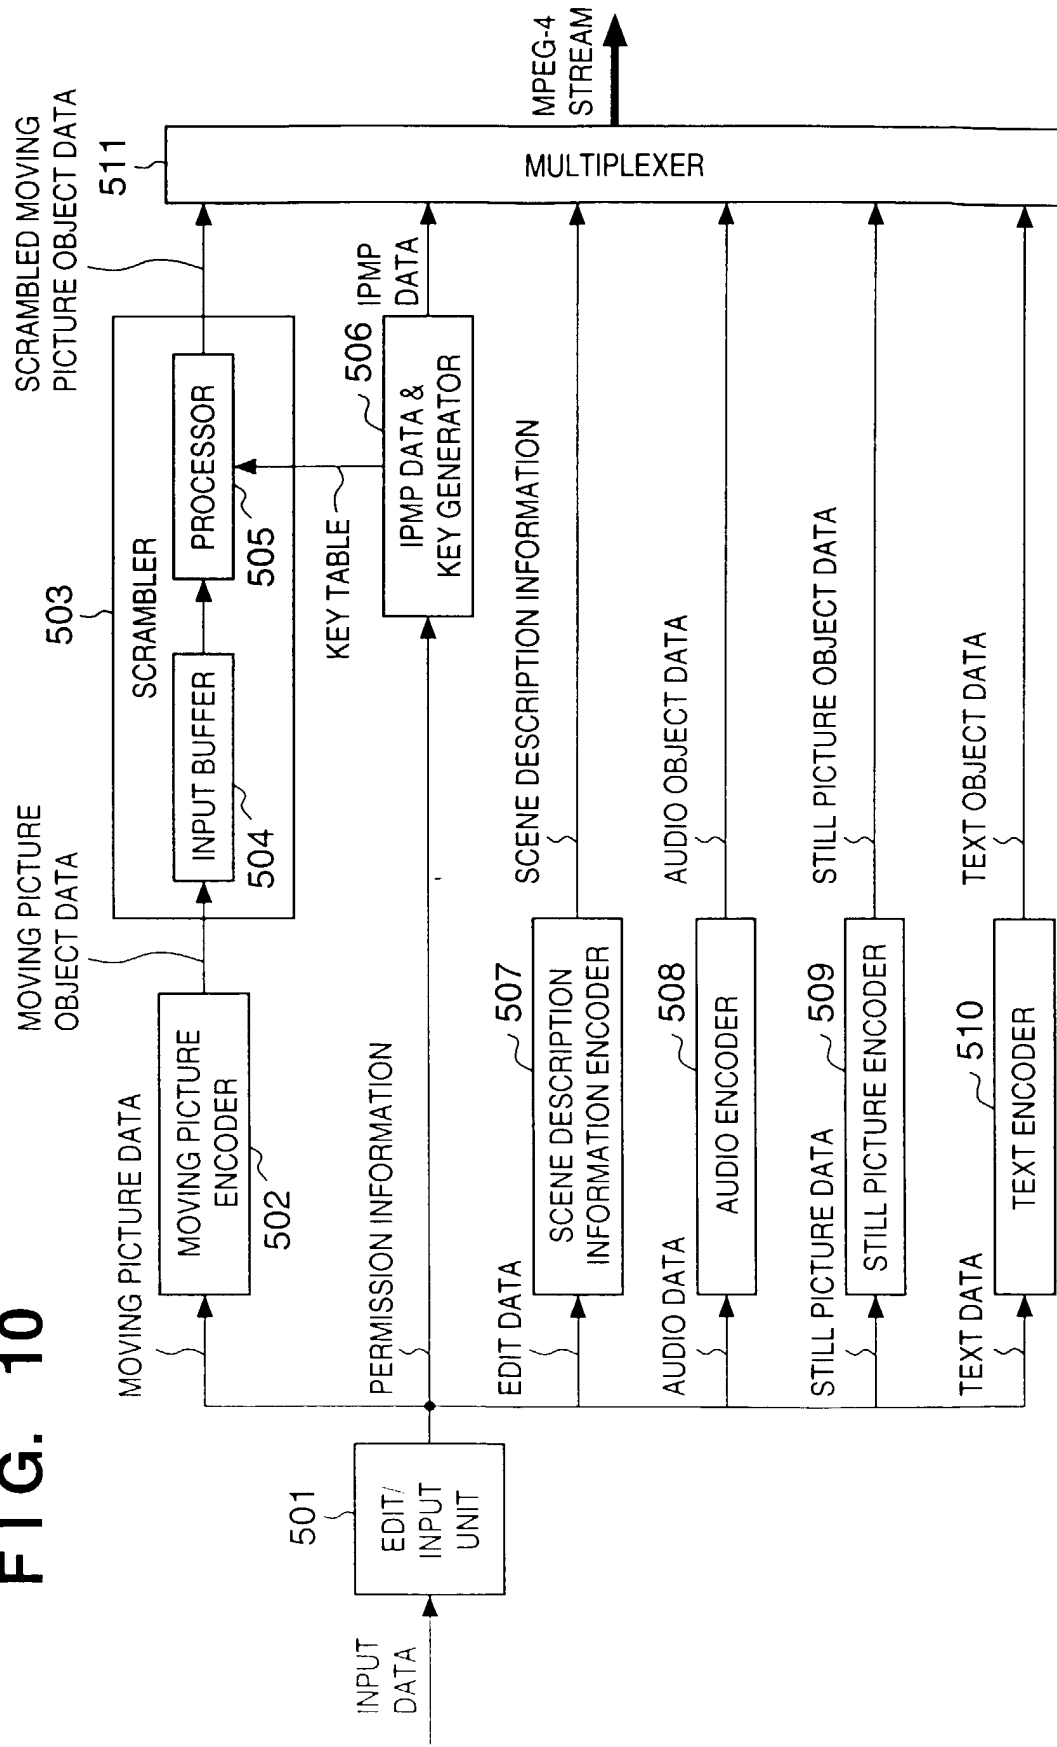 FIG. 10
INPUT
DATA
501
EDIT/
INPUT
UNIT
MOVING PICTURE DATA
MOVING PICTURE
ENCODER
502
MOVING PICTURE
OBJECT DATA
503
SCRAMBLER
INPUT BUFFER
504
PROCESSOR
505
SCRAMBLED MOVING
PICTURE OBJECT DATA
PERMISSION INFORMATION
KEY TABLE
506
IPMP DATA &
KEY GENERATOR
IPMP
DATA
EDIT DATA
507
SCENE DESCRIPTION
INFORMATION ENCODER
SCENE DESCRIPTION INFORMATION
AUDIO DATA
508
AUDIO ENCODER
AUDIO OBJECT DATA
STILL PICTURE DATA
509
STILL PICTURE ENCODER
STILL PICTURE OBJECT DATA
TEXT DATA
510
TEXT ENCODER
TEXT OBJECT DATA
511
MULTIPLEXER
MPEG-4
STREAM